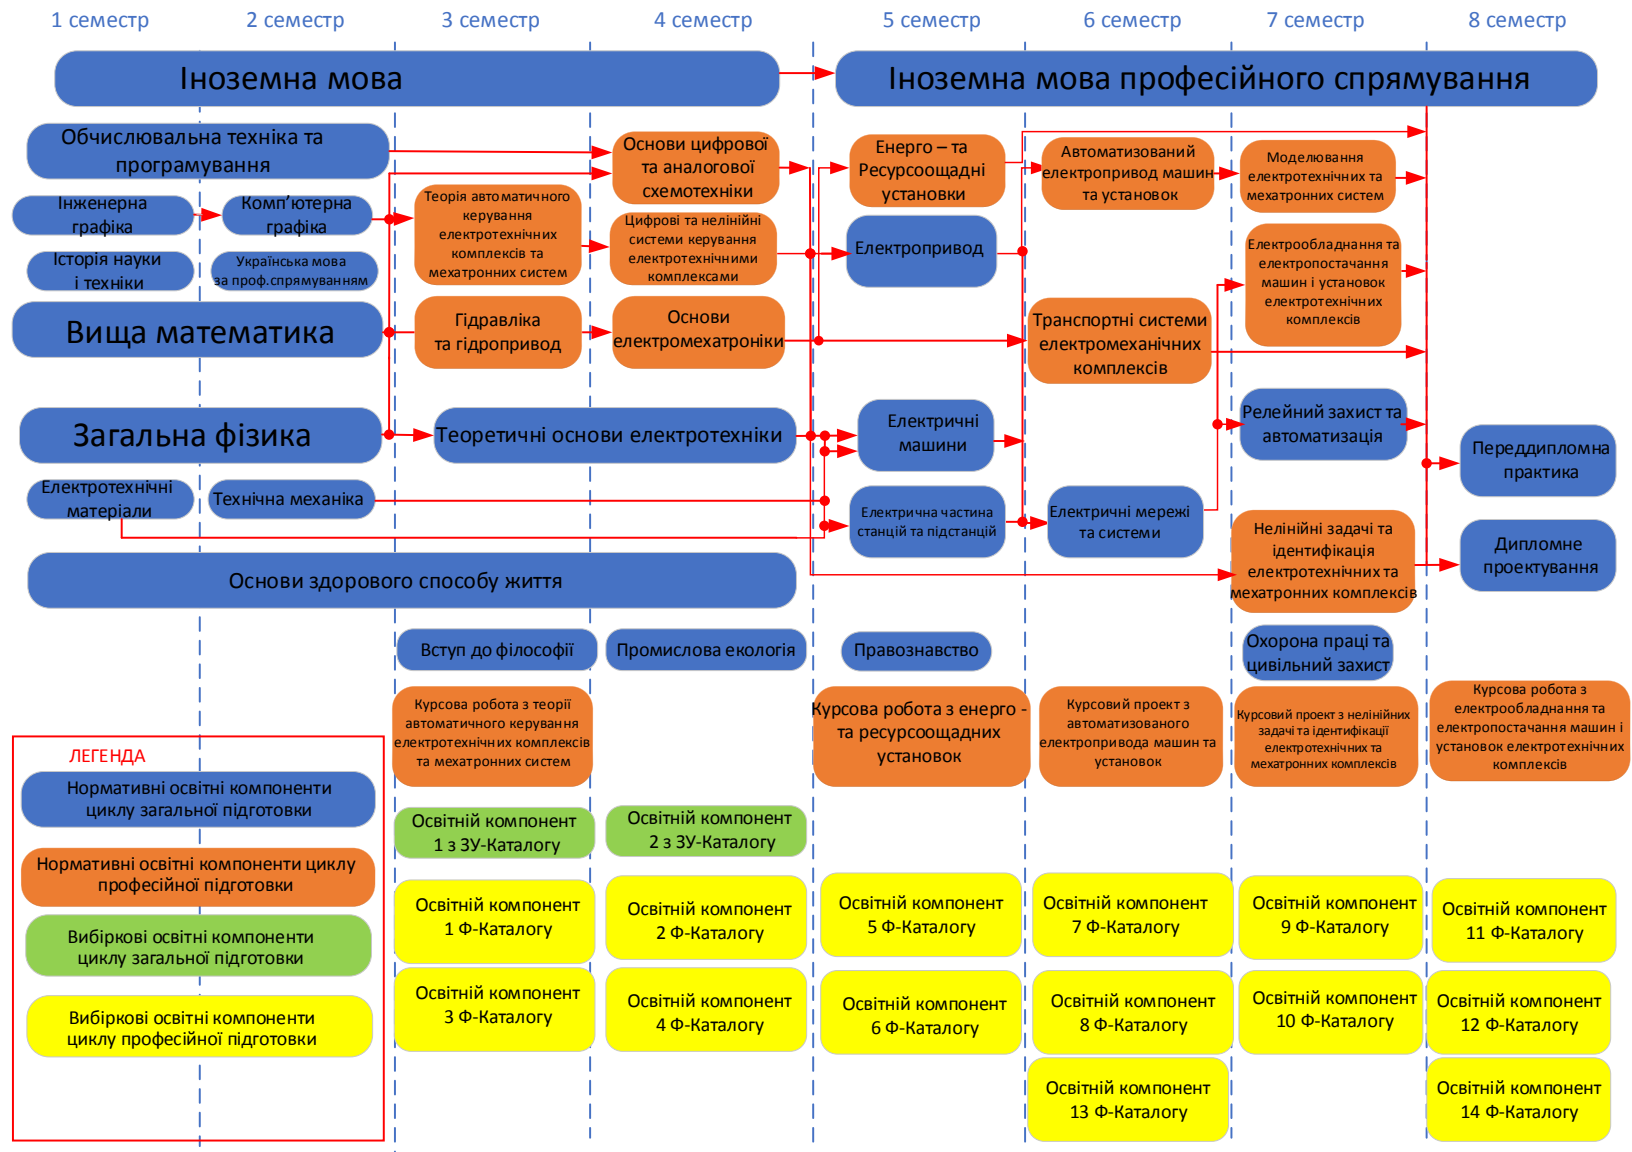 1 семестр
2 семестр
3 семестр
4 семестр
5 семестр
6 семестр
7 семестр
8 семестр
Іноземна мова
Іноземна мова професійного спрямування
Обчислювальна техніка та
програмування
Основи цифрової
та аналогової
схемотехніки
Енерго – та
Ресурсоощадні
установки
Автоматизований
електропривод машин
та установок
Моделювання
електротехнічних та
мехатронних систем
Інженерна
графіка
Комп’ютерна
графіка
Теорія автоматичного
керування
електротехнічних
комплексів та
мехатронних систем
Цифрові та нелінійні
системи керування
електротехнічними
комплексами
Електропривод
Електрообладнання та
електропостачання
машин і установок
електротехнічних
комплексів
Історія науки
і техніки
Українська мова
за проф.спрямуванням
Вища математика
Гідравліка
та гідропривод
Основи
електромехатроніки
Транспортні системи
електромеханічних
комплексів
Загальна фізика
Теоретичні основи електротехніки
Електричні
машини
Релейний захист та
автоматизація
Переддипломна
практика
Електротехнічні
матеріали
Технічна механіка
Електрична частина
станцій та підстанцій
Електричні мережі
та системи
Нелінійні задачі та
ідентифікація
електротехнічних та
мехатронних комплексів
Дипломне
проектування
Основи здорового способу життя
Вступ до філософії
Промислова екологія
Правознавство
Охорона праці та
цивільний захист
Курсова робота з теорії
автоматичного керування
електротехнічних комплексів
та мехатронних систем
Курсова робота з енерго -
та ресурсоощадних
установок
Курсовий проект з
автоматизованого
електропривода машин та
установок
Курсовий проект з нелінійних
задачі та ідентифікації
електротехнічних та
мехатронних комплексів
Курсова робота з
електрообладнання та
електропостачання машин і
установок електротехнічних
комплексів
ЛЕГЕНДА
Нормативні освітні компоненти
циклу загальної підготовки
Нормативні освітні компоненти циклу
професійної підготовки
Вибіркові освітні компоненти
циклу загальної підготовки
Вибіркові освітні компоненти
циклу професійної підготовки
Освітній компонент
1 з ЗУ-Каталогу
Освітній компонент
2 з ЗУ-Каталогу
Освітній компонент
1 Ф-Каталогу
Освітній компонент
2 Ф-Каталогу
Освітній компонент
5 Ф-Каталогу
Освітній компонент
7 Ф-Каталогу
Освітній компонент
9 Ф-Каталогу
Освітній компонент
11 Ф-Каталогу
Освітній компонент
3 Ф-Каталогу
Освітній компонент
4 Ф-Каталогу
Освітній компонент
6 Ф-Каталогу
Освітній компонент
8 Ф-Каталогу
Освітній компонент
10 Ф-Каталогу
Освітній компонент
12 Ф-Каталогу
Освітній компонент
13 Ф-Каталогу
Освітній компонент
14 Ф-Каталогу